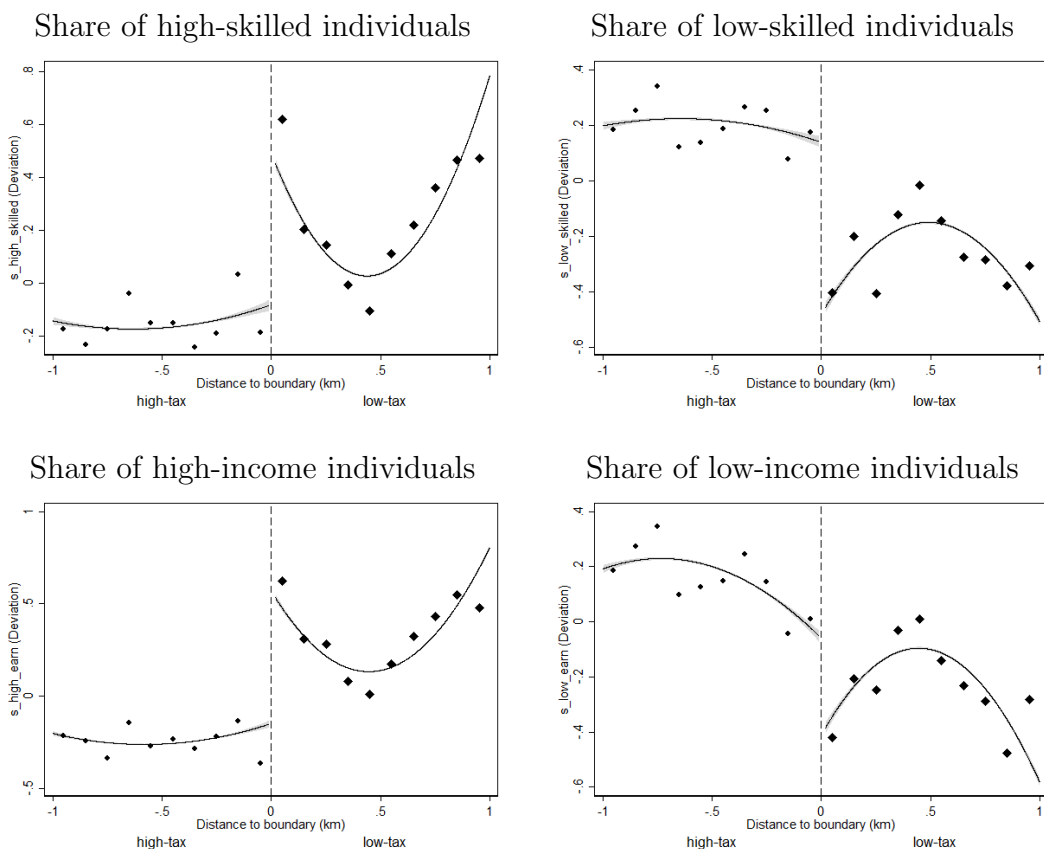 Share of high-skilled individuals
s_high_skilled (Deviation)
.8
.6
.4
.2
0
-.2
-1
-.5
0
.5
1
Distance to boundary (km)
high-tax
low-tax
Share of low-skilled individuals
s_low_skilled (Deviation)
.4
.2
0
-.2
-.4
-.6
-1
-.5
0
.5
1
Distance to boundary (km)
high-tax
low-tax
Share of high-income individuals
s_high_earn (Deviation)
1
.5
0
-.5
-1
-.5
0
.5
1
Distance to boundary (km)
high-tax
low-tax
Share of low-income individuals
s_low_earn (Deviation)
.4
.2
0
-.2
-.4
-.6
-1
-.5
0
.5
1
Distance to boundary (km)
high-tax
low-tax